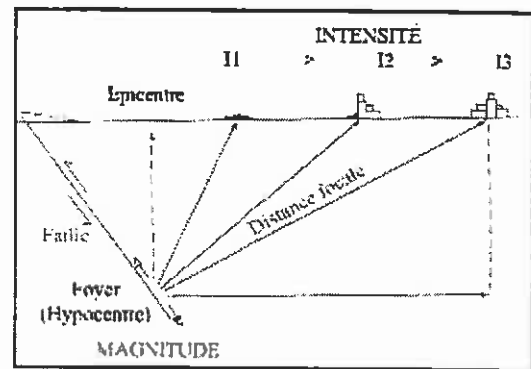 INTENSITÉ
I1 > I2 > I3
Epicentre
Distance focale
Faille
Foyer
(Hypocentre)
MAGNITUDE